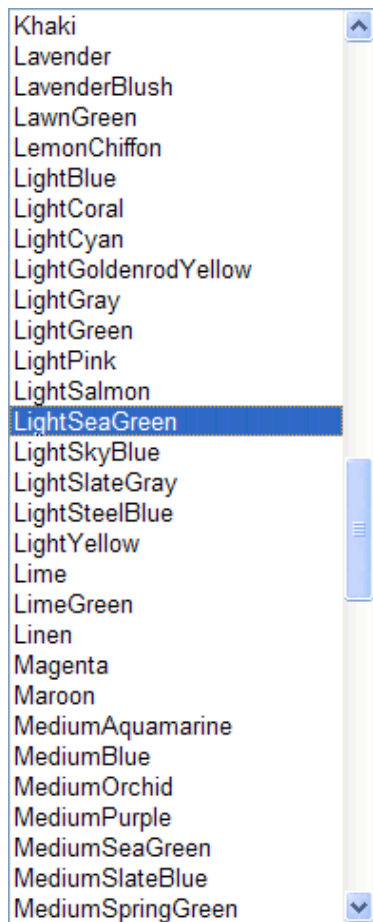 Khaki
Lavender
LavenderBlush
LawnGreen
LemonChiffon
LightBlue
LightCoral
LightCyan
LightGoldenrodYellow
LightGray
LightGreen
LightPink
LightSalmon
LightSeaGreen
LightSkyBlue
LightSlateGray
LightSteelBlue
LightYellow
Lime
LimeGreen
Linen
Magenta
Maroon
MediumAquamarine
MediumBlue
MediumOrchid
MediumPurple
MediumSeaGreen
MediumSlateBlue
MediumSpringGreen